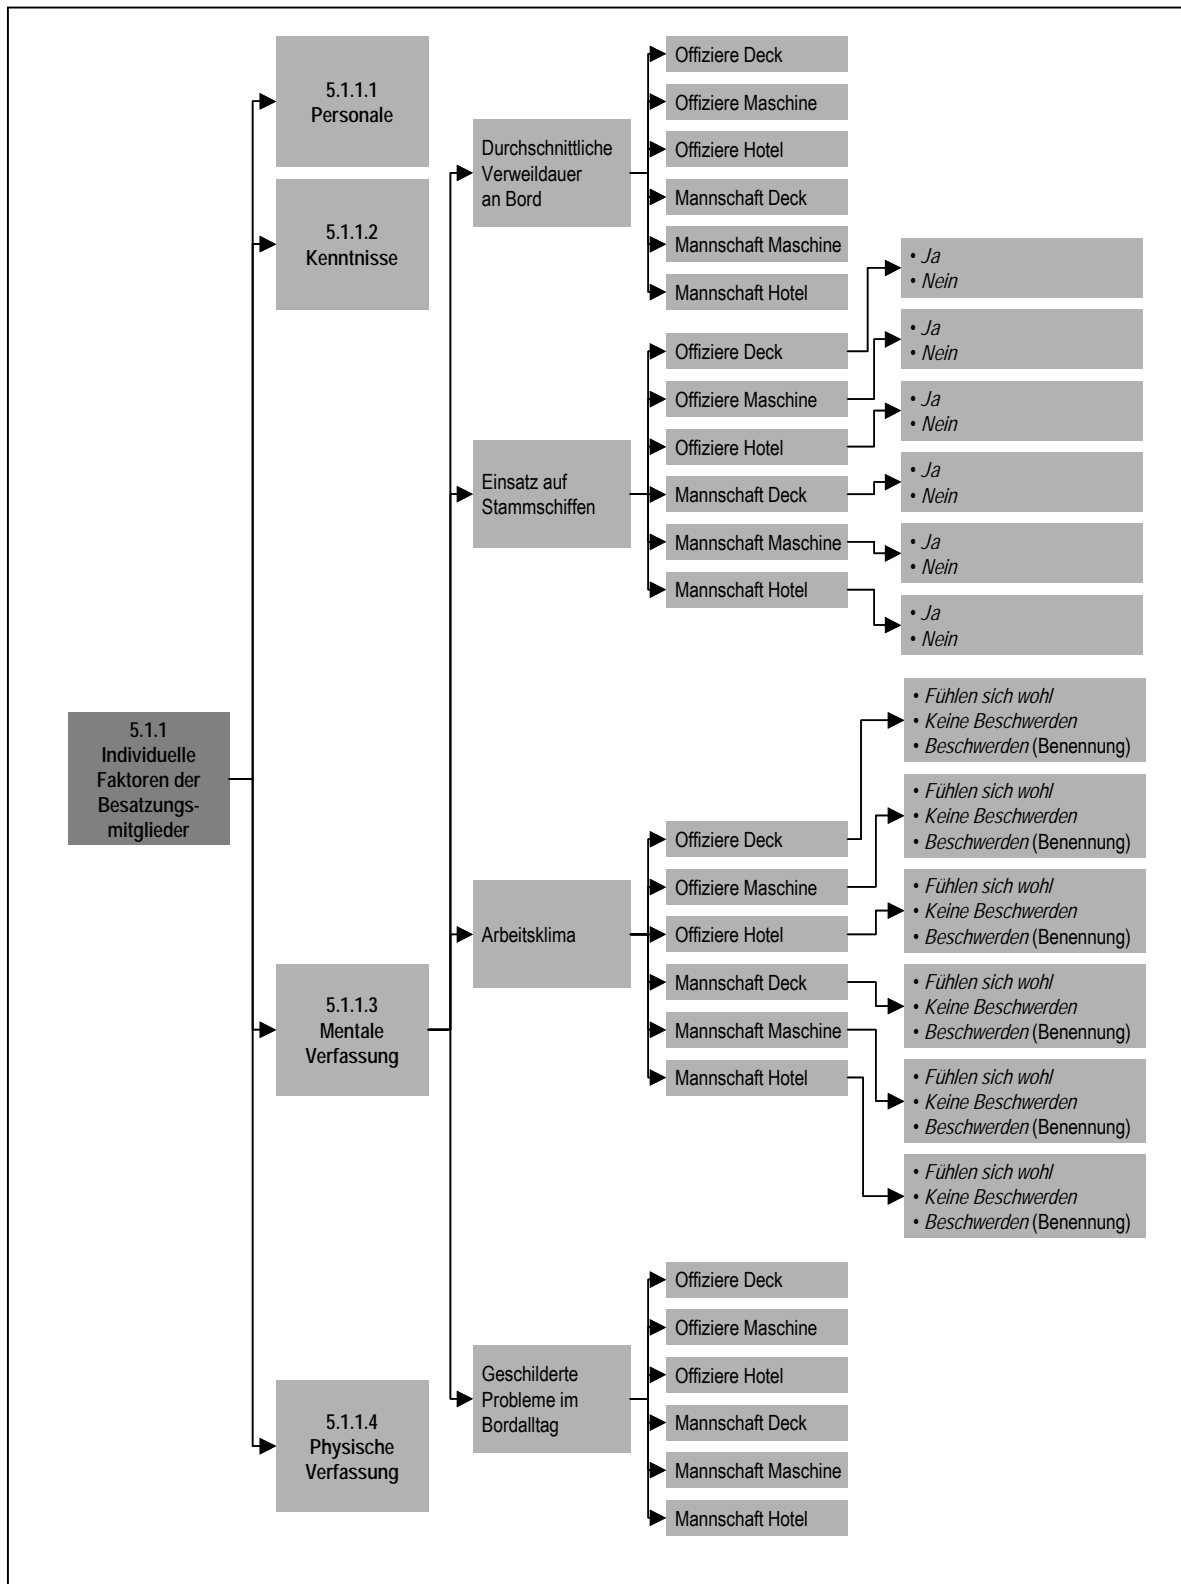 5.1.1
Individuelle
Faktoren der
Besatzungs-
mitglieder
5.1.1.1
Personale
5.1.1.2
Kenntnisse
5.1.1.3
Mentale
Verfassung
5.1.1.4
Physische
Verfassung
Durchschnittliche
Verweildauer
an Bord
Offiziere Deck
Offiziere Maschine
Offiziere Hotel
Mannschaft Deck
Mannschaft Maschine
Mannschaft Hotel
Einsatz auf
Stammschiffen
Offiziere Deck
• Ja
• Nein
Offiziere Maschine
• Ja
• Nein
Offiziere Hotel
• Ja
• Nein
Mannschaft Deck
• Ja
• Nein
Mannschaft Maschine
• Ja
• Nein
Mannschaft Hotel
• Ja
• Nein
Arbeitsklima
Offiziere Deck
• Fühlen sich wohl
• Keine Beschwerden
• Beschwerden (Benennung)
Offiziere Maschine
• Fühlen sich wohl
• Keine Beschwerden
• Beschwerden (Benennung)
Offiziere Hotel
• Fühlen sich wohl
• Keine Beschwerden
• Beschwerden (Benennung)
Mannschaft Deck
• Fühlen sich wohl
• Keine Beschwerden
• Beschwerden (Benennung)
Mannschaft Maschine
• Fühlen sich wohl
• Keine Beschwerden
• Beschwerden (Benennung)
Mannschaft Hotel
• Fühlen sich wohl
• Keine Beschwerden
• Beschwerden (Benennung)
Geschilderte
Probleme im
Bordalltag
Offiziere Deck
Offiziere Maschine
Offiziere Hotel
Mannschaft Deck
Mannschaft Maschine
Mannschaft Hotel